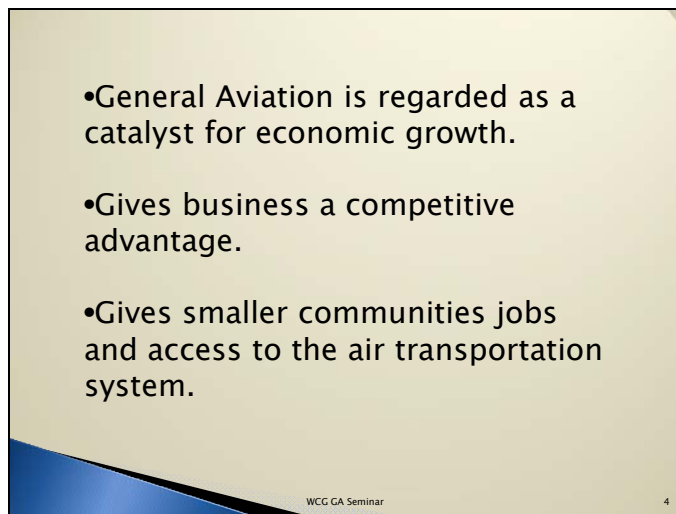 •General Aviation is regarded as a
catalyst for economic growth.
•Gives business a competitive
advantage.
•Gives smaller communities jobs
and access to the air transportation
system.
WCG GA Seminar
4